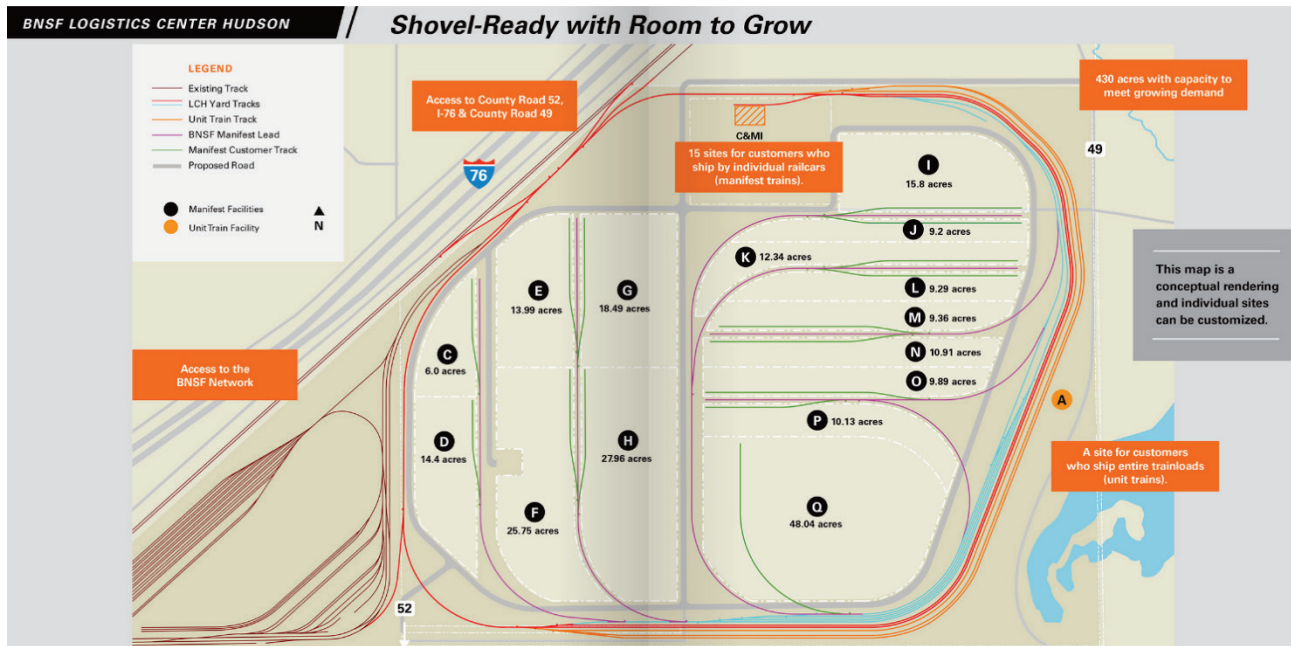 BNSF LOGISTICS CENTER HUDSON
Shovel-Ready with Room to Grow
LEGEND
Existing Track
LCH Yard Tracks
Unit Train Track
BNSF Manifest Lead
Manifest Customer Track
Proposed Road
Manifest Facilities
Unit Train Facility
N
Access to County Road 52,
I-76 & County Road 49
76
C&MI
15 sites for customers who
ship by individual railcars
(manifest trains).
430 acres with capacity to
meet growing demand
49
I
15.8 acres
J
9.2 acres
K
12.34 acres
L
9.29 acres
M
9.36 acres
N
10.91 acres
O
9.89 acres
P
10.13 acres
Q
48.04 acres
E
13.99 acres
G
18.49 acres
C
6.0 acres
D
14.4 acres
H
27.96 acres
F
25.75 acres
A
Access to the
BNSF Network
This map is a
conceptual rendering
and individual sites
can be customized.
A site for customers
who ship entire trainloads
(unit trains).
52